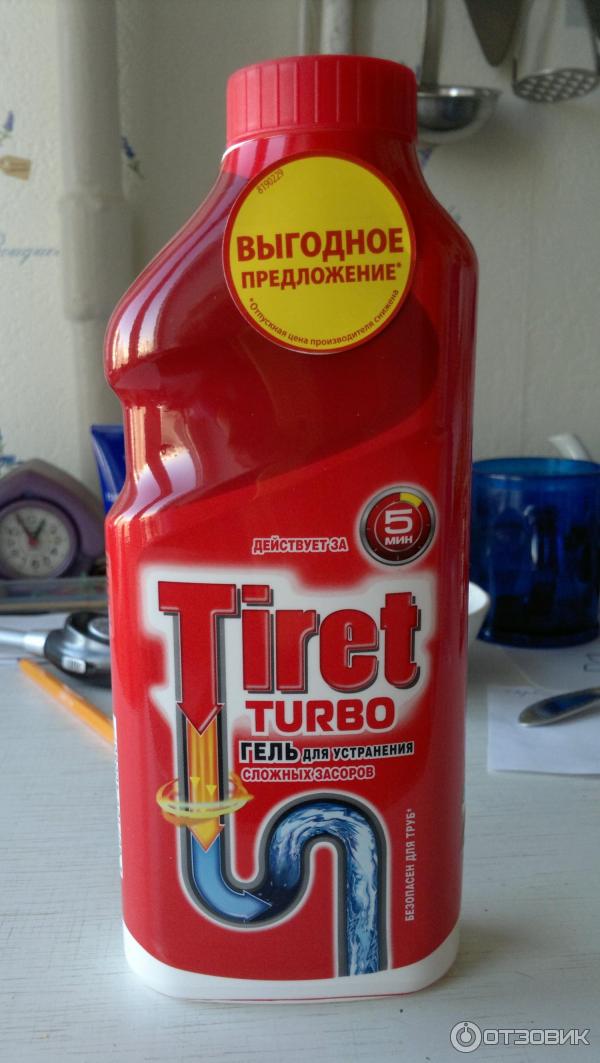 8190229
ВЫГОДНОЕ
ПРЕДЛОЖЕНИЕ*
*Отпускная цена производителя снижена
ДЕЙСТВУЕТ ЗА
5
МИН
Tiret
TURBO
ГЕЛЬ ДЛЯ УСТРАНЕНИЯ
СЛОЖНЫХ ЗАСОРОВ
БЕЗОПАСЕН ДЛЯ ТРУБ*
ОТЗОВИК